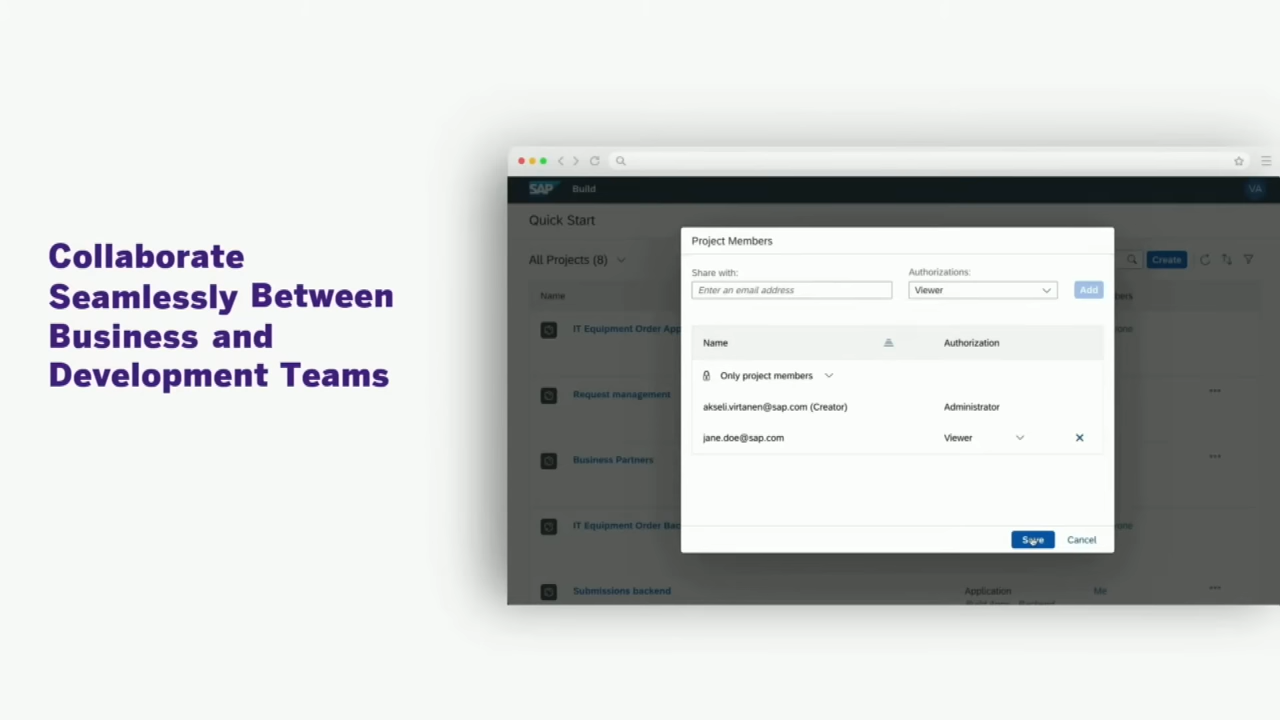 Collaborate
Seamlessly Between
Business and
Development Teams
SAP Build VA
Quick Start
All Projects (8)
Create
Name
IT Equipment Order App
Request management
Business Partners
IT Equipment Order Bac
Submissions backend Application Me
Project Members
Share with: Authorizations:
Enter an email address Viewer Add
Name Authorization
Only project members
akseli.virtanen@sap.com (Creator) Administrator
jane.doe@sap.com Viewer
Save Cancel